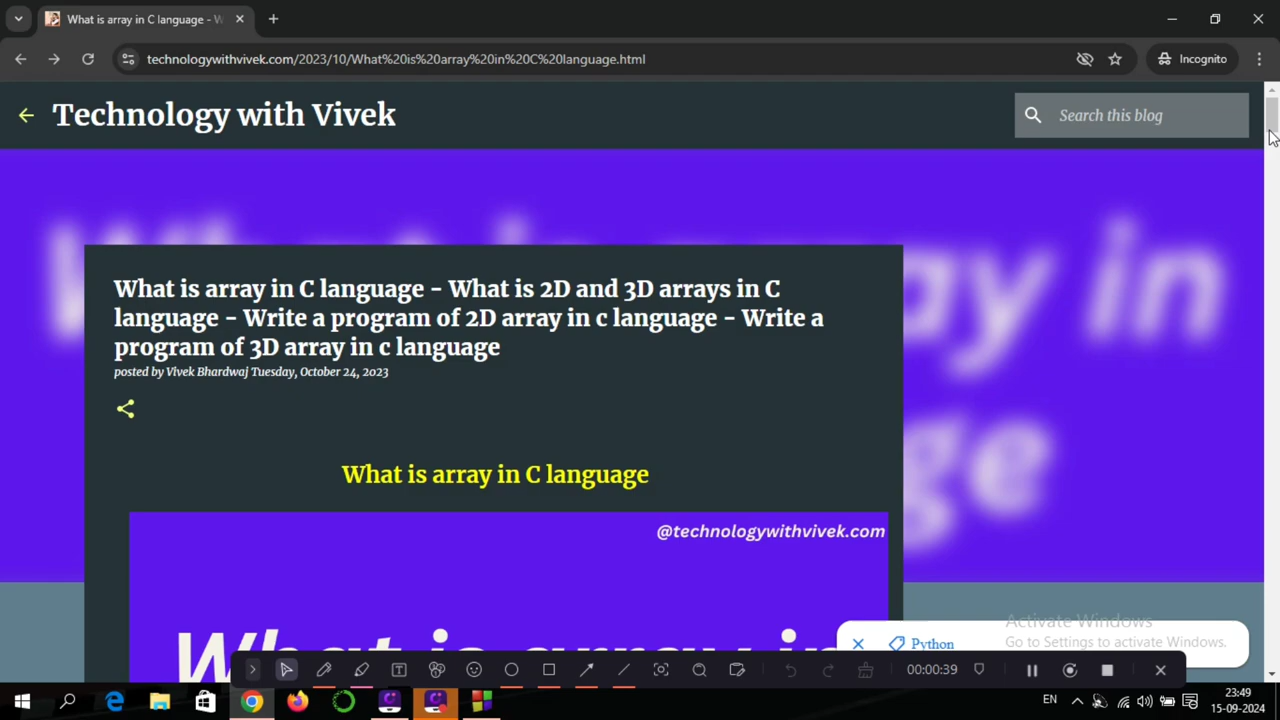 What is array in C language - W
technologywithvivek.com/2023/10/What%20is%20array%20in%20C%20language.html
Incognito
Technology with Vivek
Search this blog
What is array in C language - What is 2D and 3D arrays in C
language - Write a program of 2D array in c language - Write a
program of 3D array in c language
posted by Vivek Bhardwaj Tuesday, October 24, 2023
What is array in C language
@technologywithvivek.com
What is array in
Activate Windows
Go to Settings to activate Windows.
Python
00:00:39
EN
23:49
15-09-2024